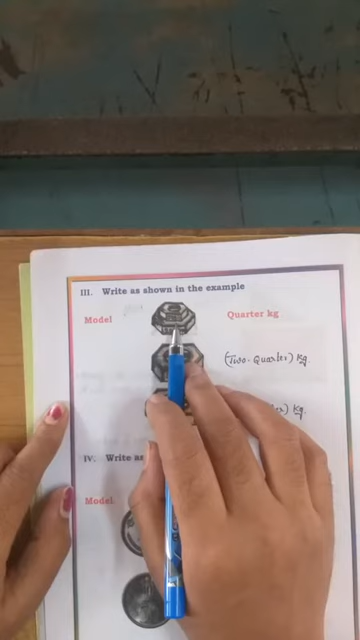 III. Write as shown in the example
Model
Quarter kg
(Two-Quarter) kg.
kg.
IV. Write as
Model